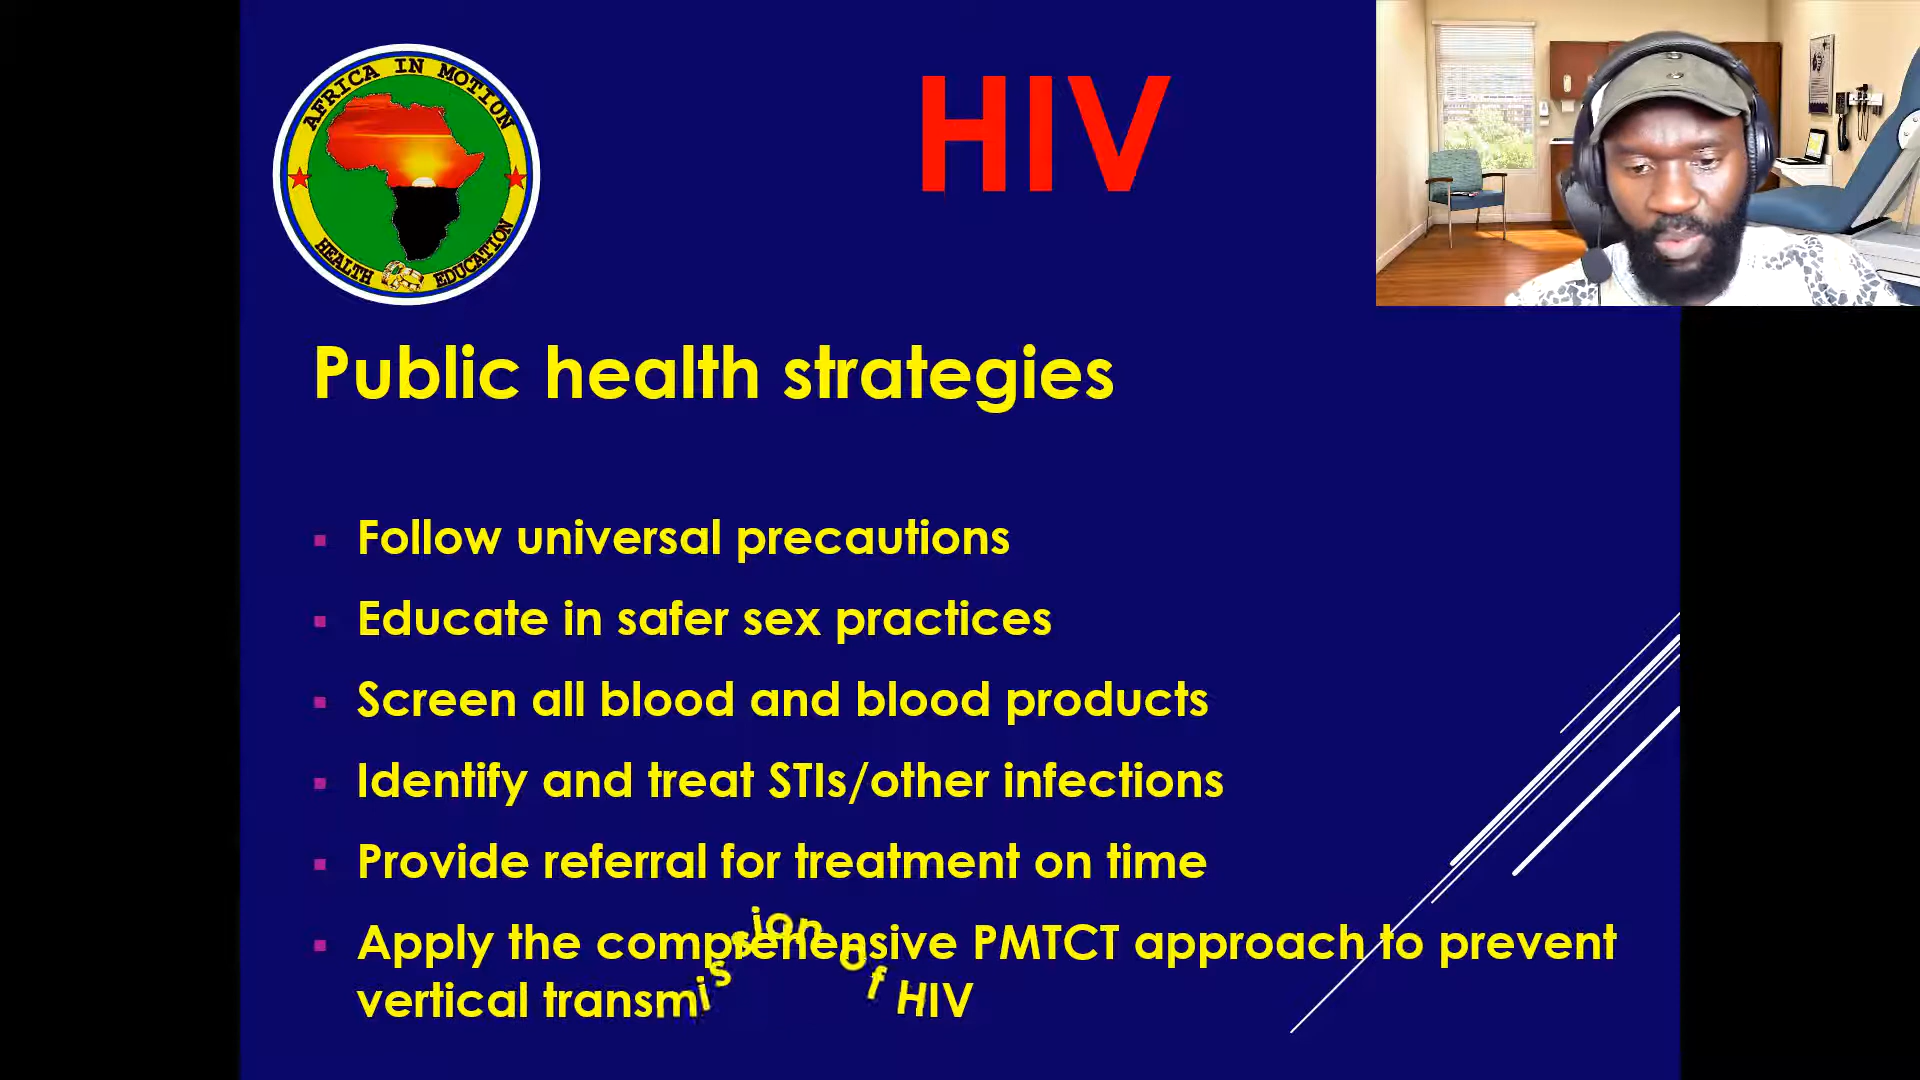 AFRICA IN MOTION
HEALTH EDUCATION
HIV
Public health strategies
Follow universal precautions
Educate in safer sex practices
Screen all blood and blood products
Identify and treat STIs/other infections
Provide referral for treatment on time
Apply the comprehensive PMTCT approach to prevent
vertical transmission of HIV